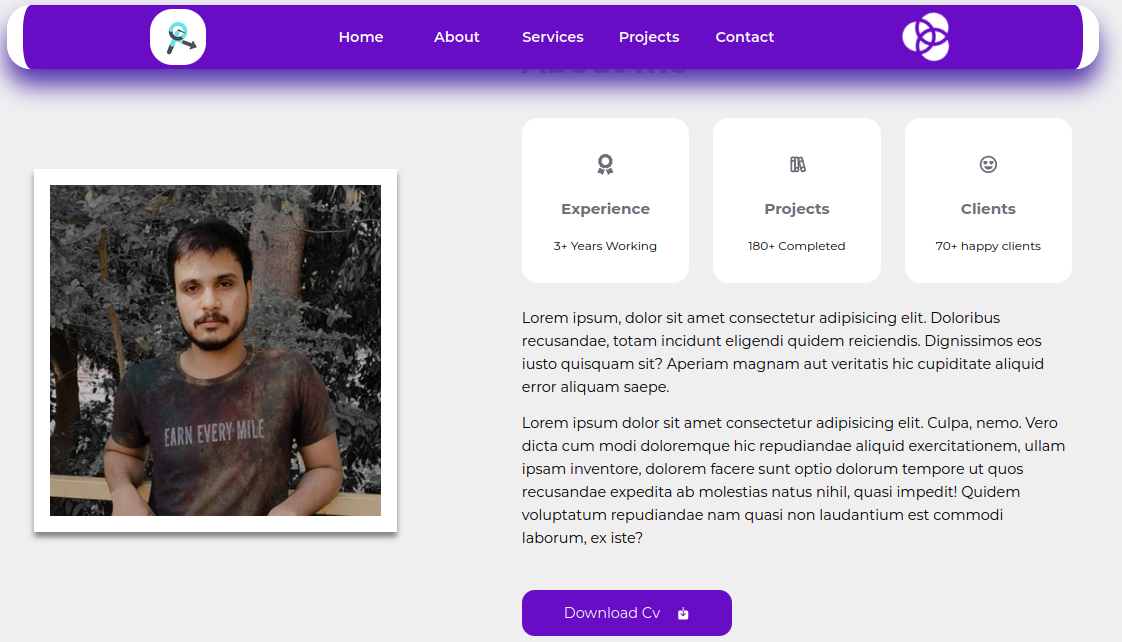 Home About Services Projects Contact
About me
Experience
3+ Years Working
Projects
180+ Completed
Clients
70+ happy clients
EARN EVERY MILE
Lorem ipsum, dolor sit amet consectetur adipisicing elit. Doloribus
recusandae, totam incidunt eligendi quidem reiciendis. Dignissimos eos
iusto quisquam sit? Aperiam magnam aut veritatis hic cupiditate aliquid
error aliquam saepe.
Lorem ipsum dolor sit amet consectetur adipisicing elit. Culpa, nemo. Vero
dicta cum modi doloremque hic repudiandae aliquid exercitationem, ullam
ipsam inventore, dolorem facere sunt optio dolorum tempore ut quos
recusandae expedita ab molestias natus nihil, quasi impedit! Quidem
voluptatum repudiandae nam quasi non laudantium est commodi
laborum, ex iste?
Download Cv